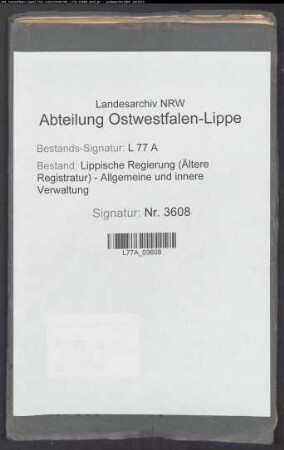 Landesarchiv NRW
Abteilung Ostwestfalen-Lippe
Bestands-Signatur: L 77 A
Bestand: Lippische Regierung (Ältere
Registratur) - Allgemeine und innere
Verwaltung
Signatur: Nr. 3608
L77A_03608